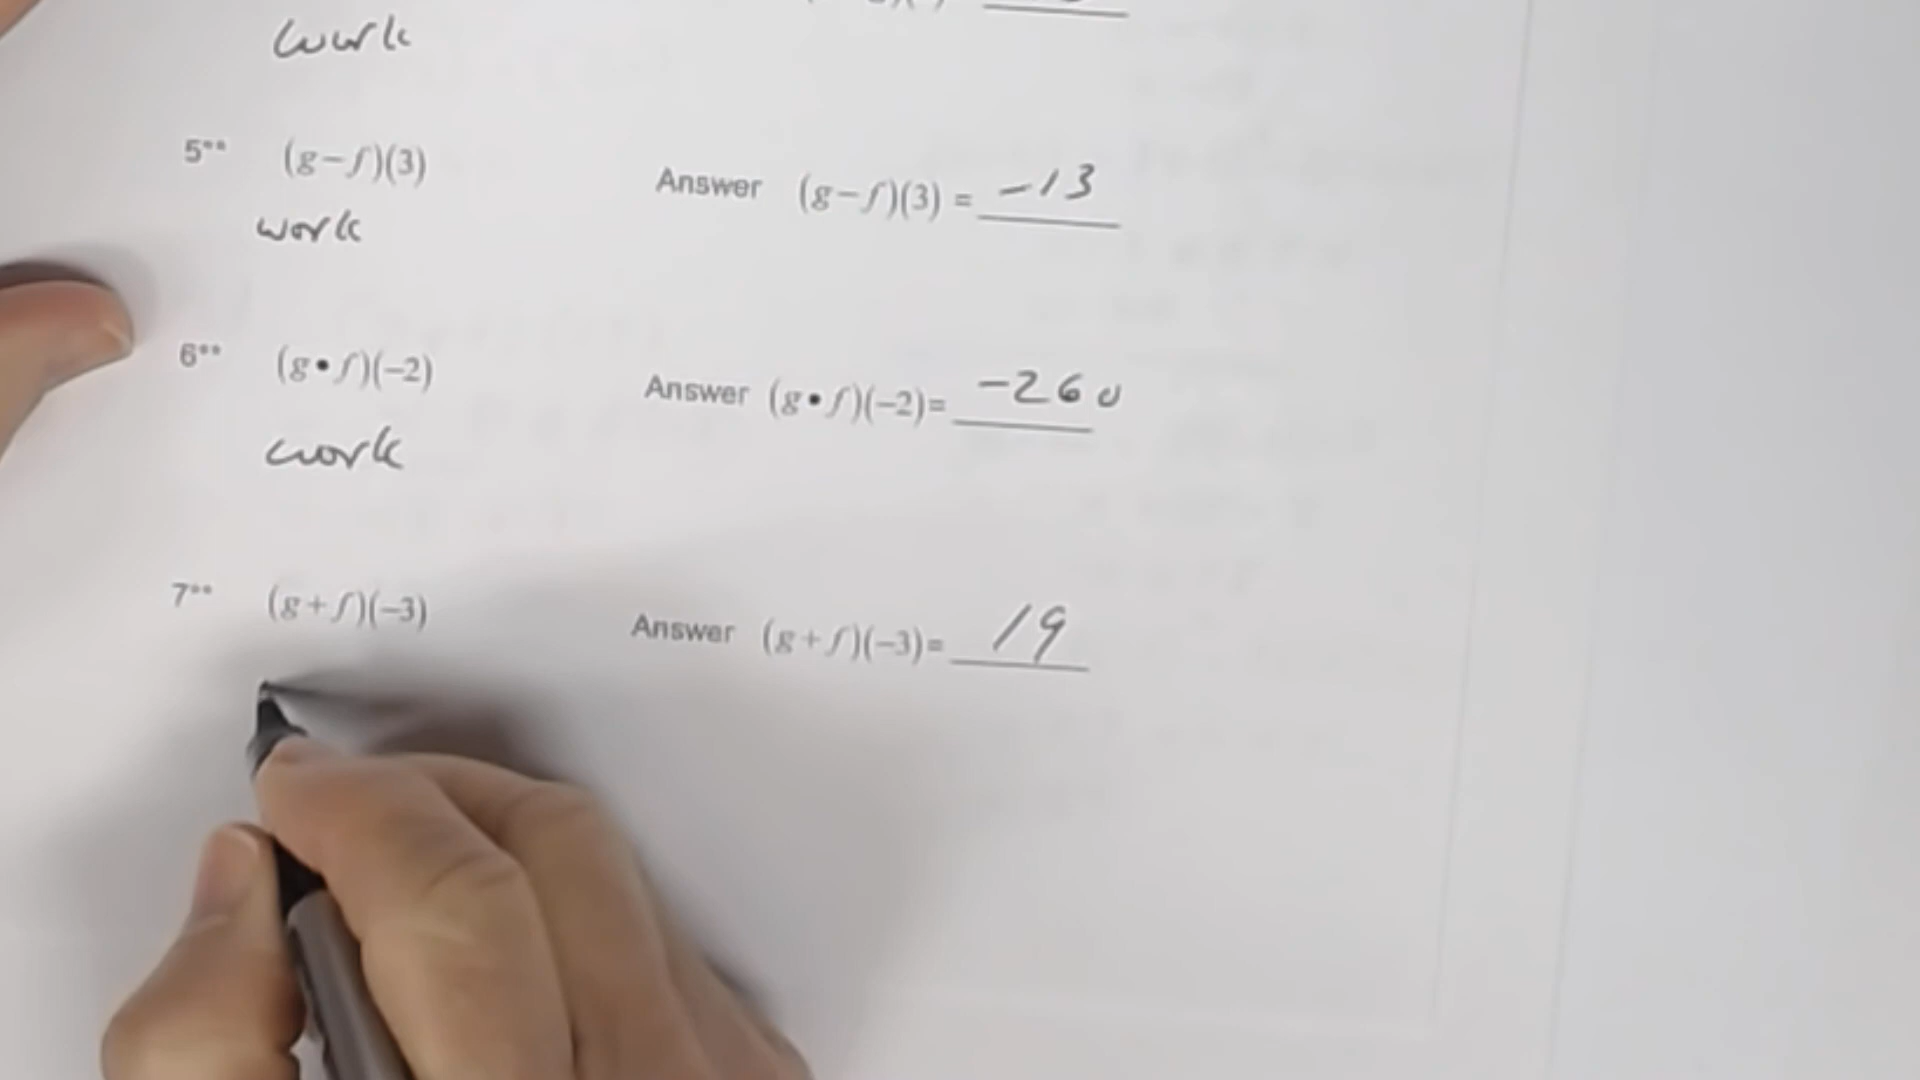 work
5** (g−f)(3) Answer (g−f)(3) = −13
work
6** (g•f)(−2) Answer (g•f)(−2)= −260
work
7** (g+f)(−3) Answer (g+f)(−3)= 19